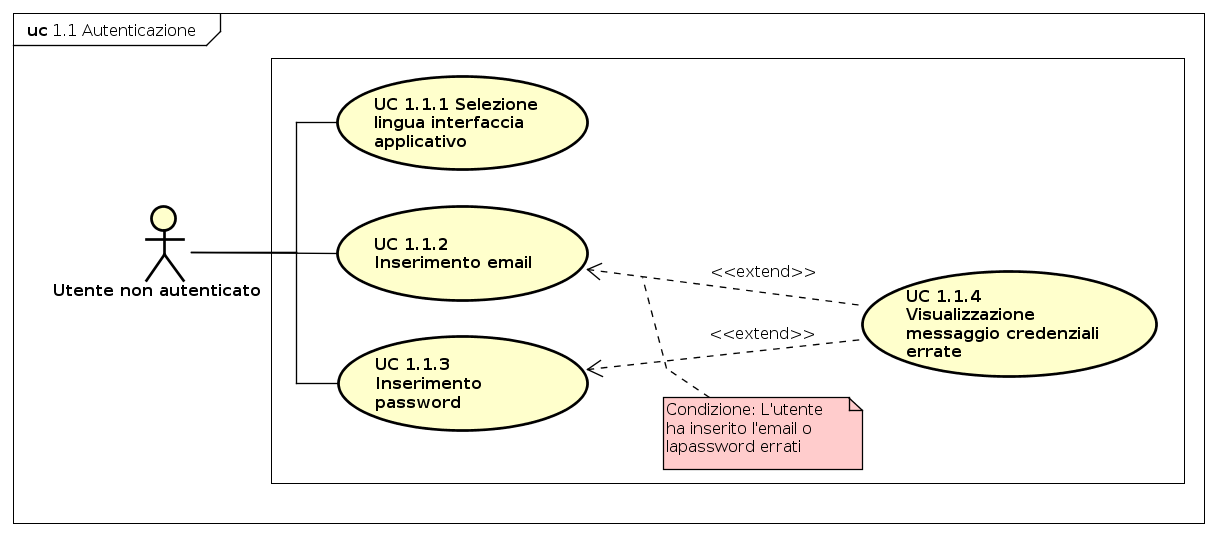 uc 1.1 Autenticazione
UC 1.1.1 Selezione
lingua interfaccia
applicativo
Utente non autenticato
UC 1.1.2
Inserimento email
<<extend>>
UC 1.1.4
Visualizzazione
messaggio credenziali
errate
<<extend>>
UC 1.1.3
Inserimento
password
Condizione: L'utente
ha inserito l'email o
lapassword errati